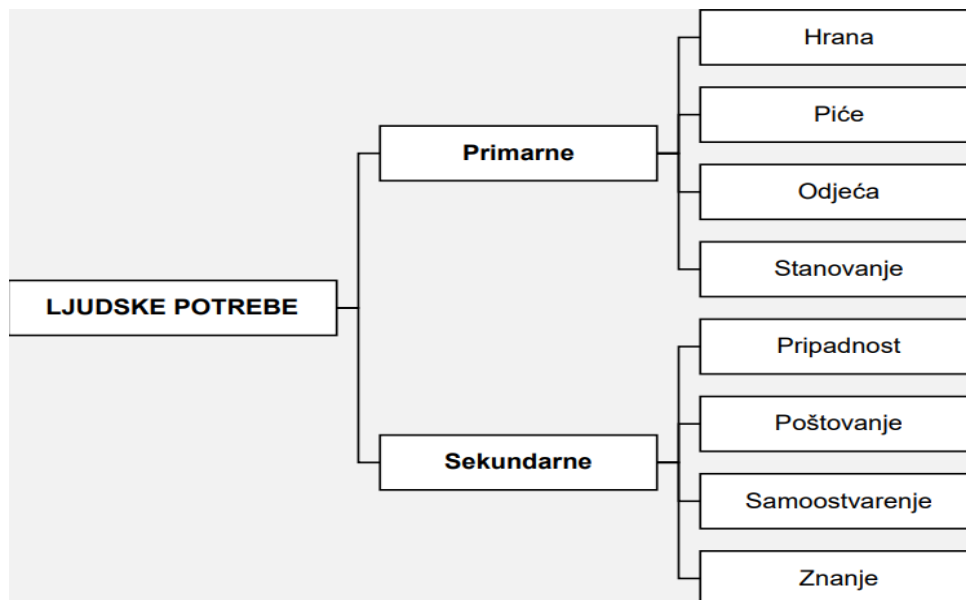 Hrana
Piće
Primarne
Odjeća
Stanovanje
LJUDSKE POTREBE
Pripadnost
Poštovanje
Sekundarne
Samoostvarenje
Znanje